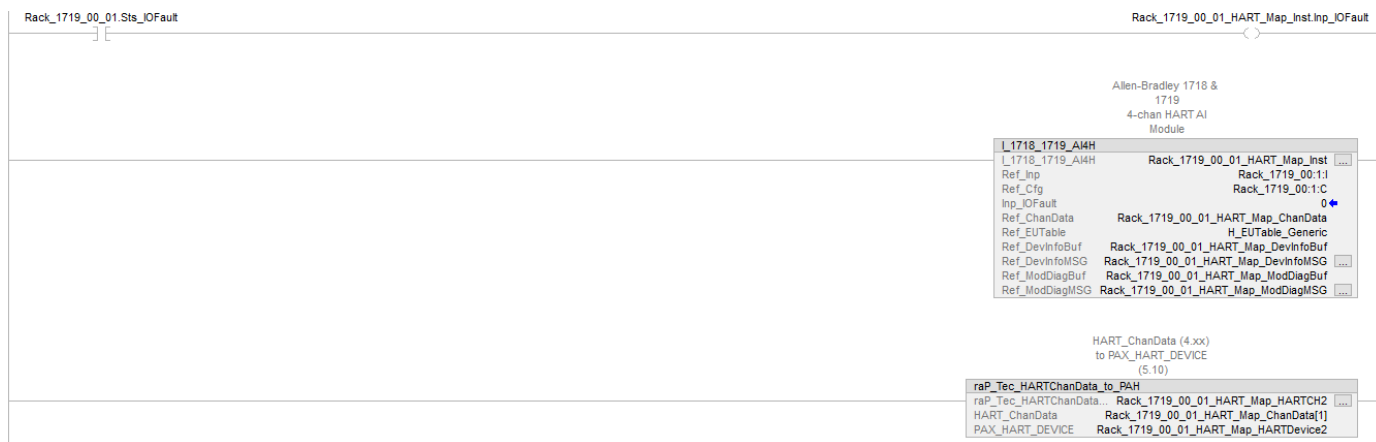 Rack_1719_00_01.Sts_IOFault
Rack_1719_00_01_HART_Map_Inst.Inp_IOFault
Allen-Bradley 1718 &
1719
4-chan HART AI
Module
I_1718_1719_AI4H
I_1718_1719_AI4H Rack_1719_00_01_HART_Map_Inst ...
Ref_Inp Rack_1719_00:1:I
Ref_Cfg Rack_1719_00:1:C
Inp_IOFault 0
Ref_ChanData Rack_1719_00_01_HART_Map_ChanData
Ref_EUTable H_EUTable_Generic
Ref_DevInfoBuf Rack_1719_00_01_HART_Map_DevInfoBuf
Ref_DevInfoMSG Rack_1719_00_01_HART_Map_DevInfoMSG ...
Ref_ModDiagBuf Rack_1719_00_01_HART_Map_ModDiagBuf
Ref_ModDiagMSG Rack_1719_00_01_HART_Map_ModDiagMSG ...
HART_ChanData (4.xx)
to PAX_HART_DEVICE
(5.10)
raP_Tec_HARTChanData_to_PAH
raP_Tec_HARTChanData... Rack_1719_00_01_HART_Map_HARTCH2 ...
HART_ChanData Rack_1719_00_01_HART_Map_ChanData[1]
PAX_HART_DEVICE Rack_1719_00_01_HART_Map_HARTDevice2